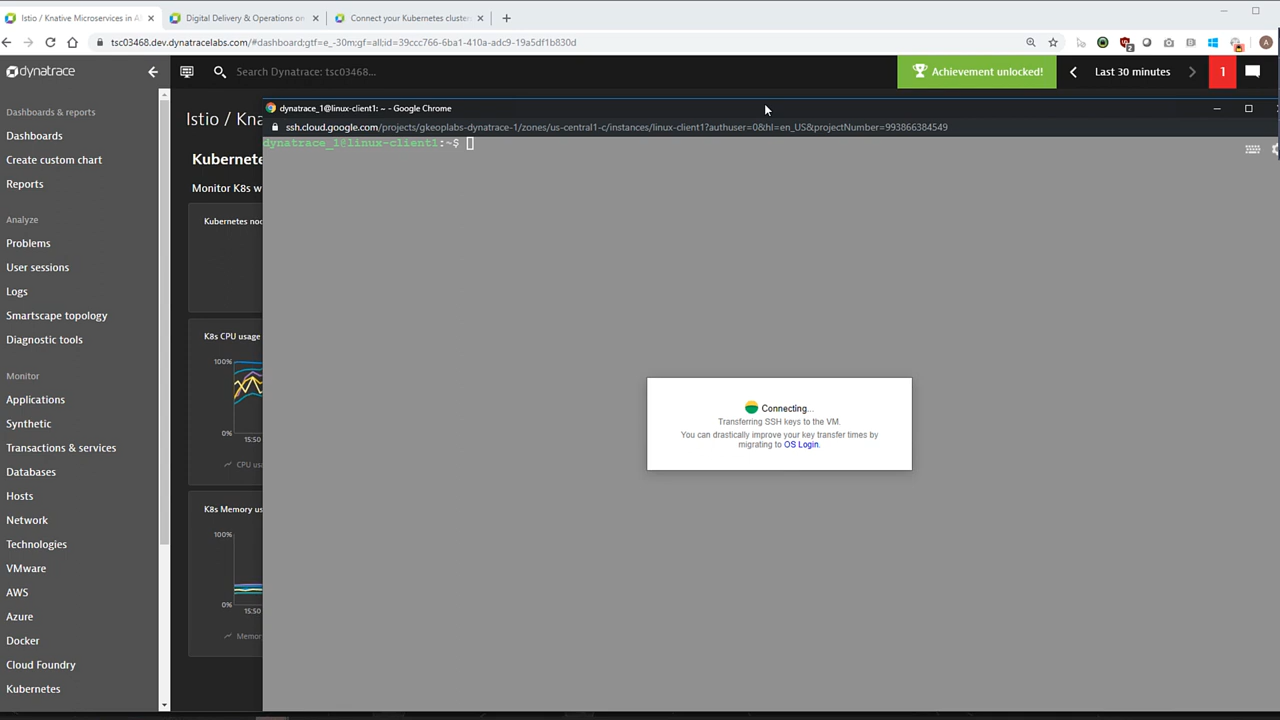 Istio / Knative Microservices in A
Digital Delivery & Operations on
Connect your Kubernetes cluster
tsc03468.dev.dynatracelabs.com/#dashboard;gtf=e_-30m;gf=all;id=39ccc766-6ba1-410a-adc9-19a5df1b830d
dynatrace
Search Dynatrace: tsc03468...
Achievement unlocked!
Last 30 minutes
1
Dashboards & reports
Dashboards
Create custom chart
Reports
Analyze
Problems
User sessions
Logs
Smartscape topology
Diagnostic tools
Monitor
Applications
Synthetic
Transactions & services
Databases
Hosts
Network
Technologies
VMware
AWS
Azure
Docker
Cloud Foundry
Kubernetes
Istio / Kna
Kubernete
Monitor K8s w
Kubernetes noc
K8s CPU usage
100%
0%
15:50
CPU us
K8s Memory us
100%
0%
15:50
Memor
dynatrace_1@linux-client1: ~ - Google Chrome
ssh.cloud.google.com/projects/gkeoplabs-dynatrace-1/zones/us-central1-c/instances/linux-client1?authuser=0&hl=en_US&projectNumber=993866384549
dynatrace_1@linux-client1:~$
Connecting...
Transferring SSH keys to the VM.
You can drastically improve your key transfer times by
migrating to OS Login.